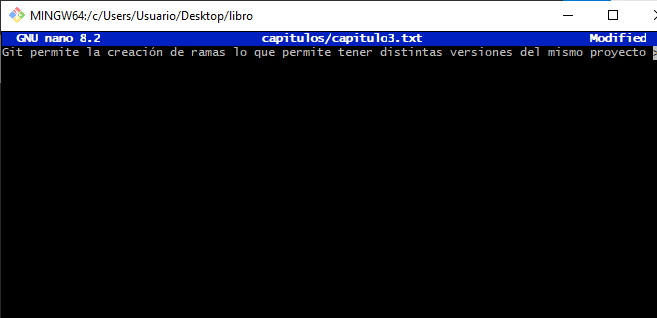 MINGW64:/c/Users/Usuario/Desktop/libro
GNU nano 8.2 capitulos/capitulo3.txt Modified
Git permite la creación de ramas lo que permite tener distintas versiones del mismo proyecto >